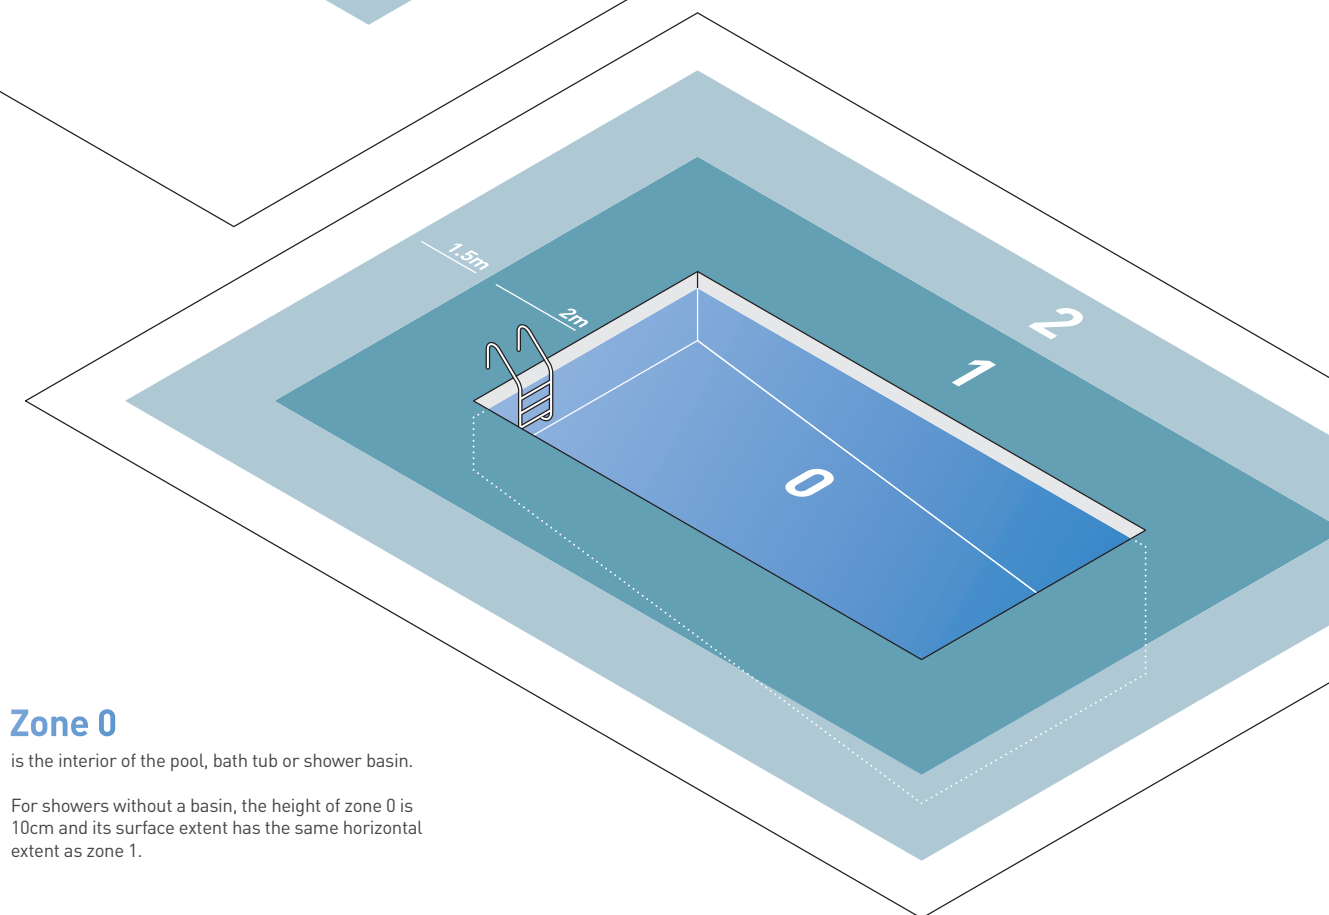 1.5m
2m
2
1
0
Zone 0
is the interior of the pool, bath tub or shower basin.
For showers without a basin, the height of zone 0 is
10cm and its surface extent has the same horizontal
extent as zone 1.